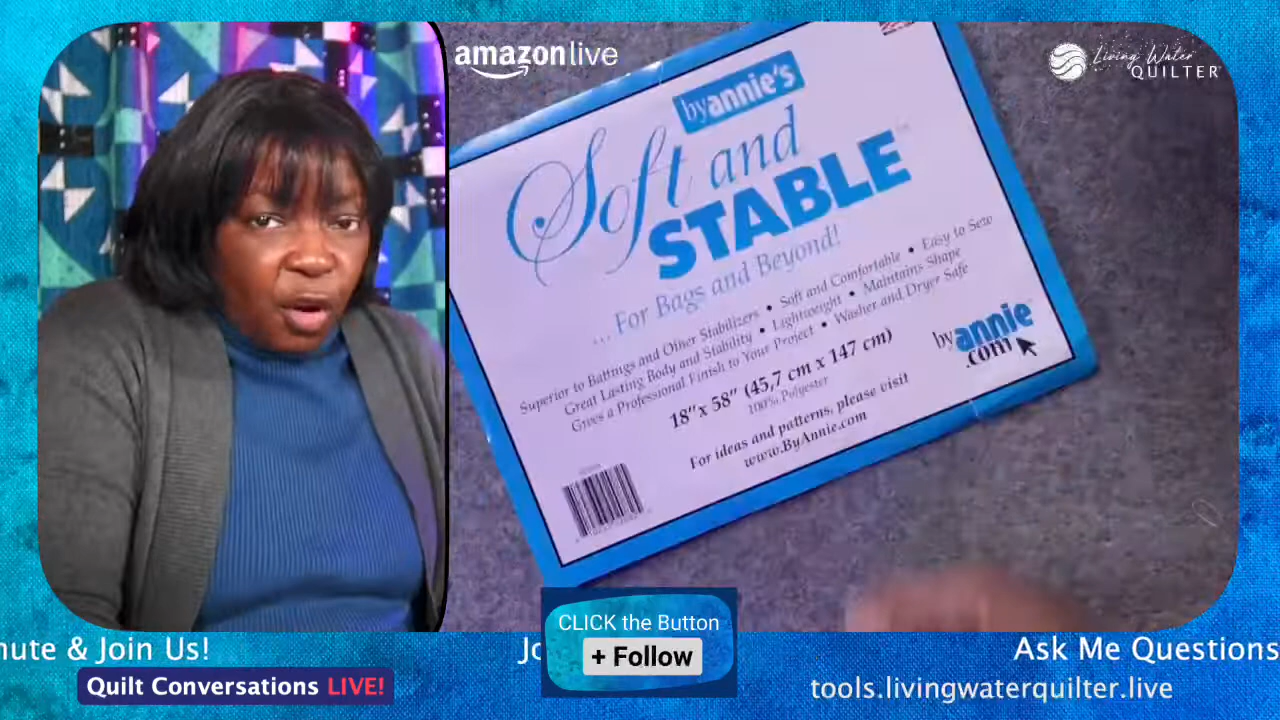 amazonlive
Living Water
QUILTER
by annie's
Soft and
STABLE™
...For Bags and Beyond!
Superior to Battings and Other Stabilizers • Soft and Comfortable • Easy to Sew
Great Lasting Body and Stability • Lightweight • Maintains Shape
Gives a Professional Finish to Your Project • Washer and Dryer Safe
18" x 58" (45,7 cm x 147 cm)
100% Polyester
For ideas and patterns, please visit
www.ByAnnie.com
by annie
.com
CLICK the Button
+ Follow
nute & Join Us!
Jo
Ask Me Questions
Quilt Conversations LIVE!
tools.livingwaterquilter.live